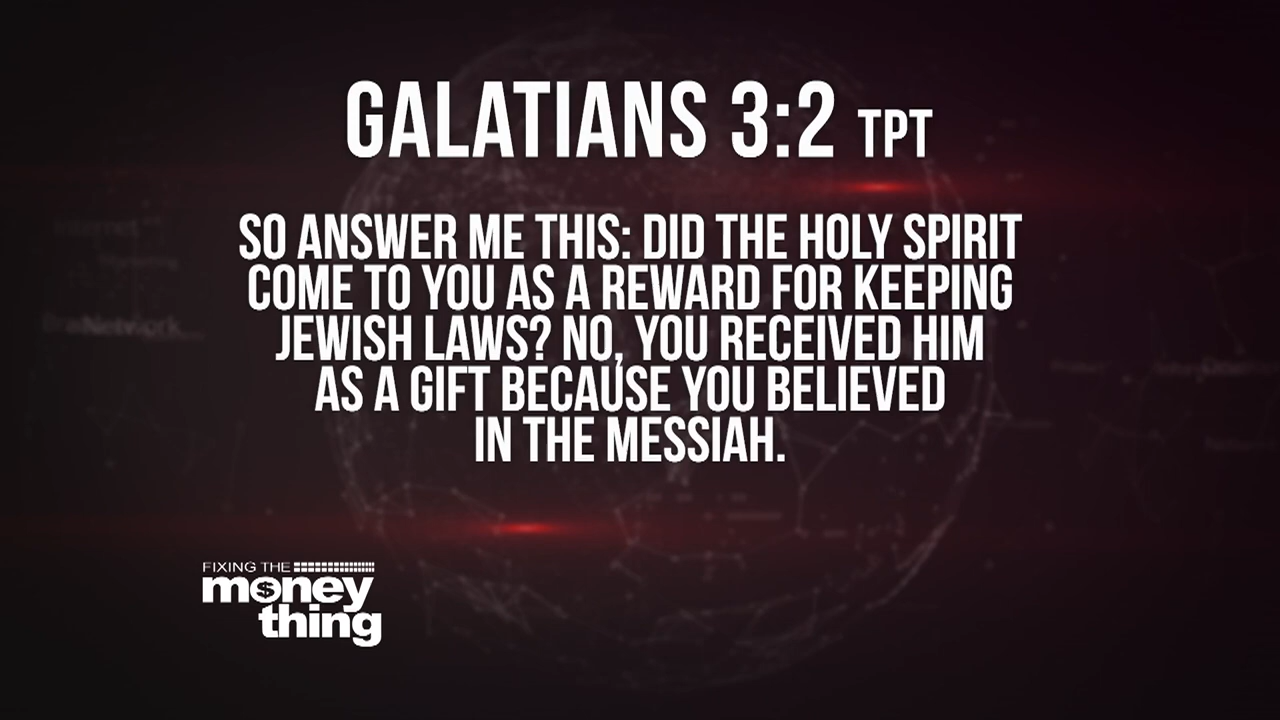 GALATIANS 3:2 TPT
SO ANSWER ME THIS: DID THE HOLY SPIRIT
COME TO YOU AS A REWARD FOR KEEPING
JEWISH LAWS? NO, YOU RECEIVED HIM
AS A GIFT BECAUSE YOU BELIEVED
IN THE MESSIAH.
FIXING THE
money
thing